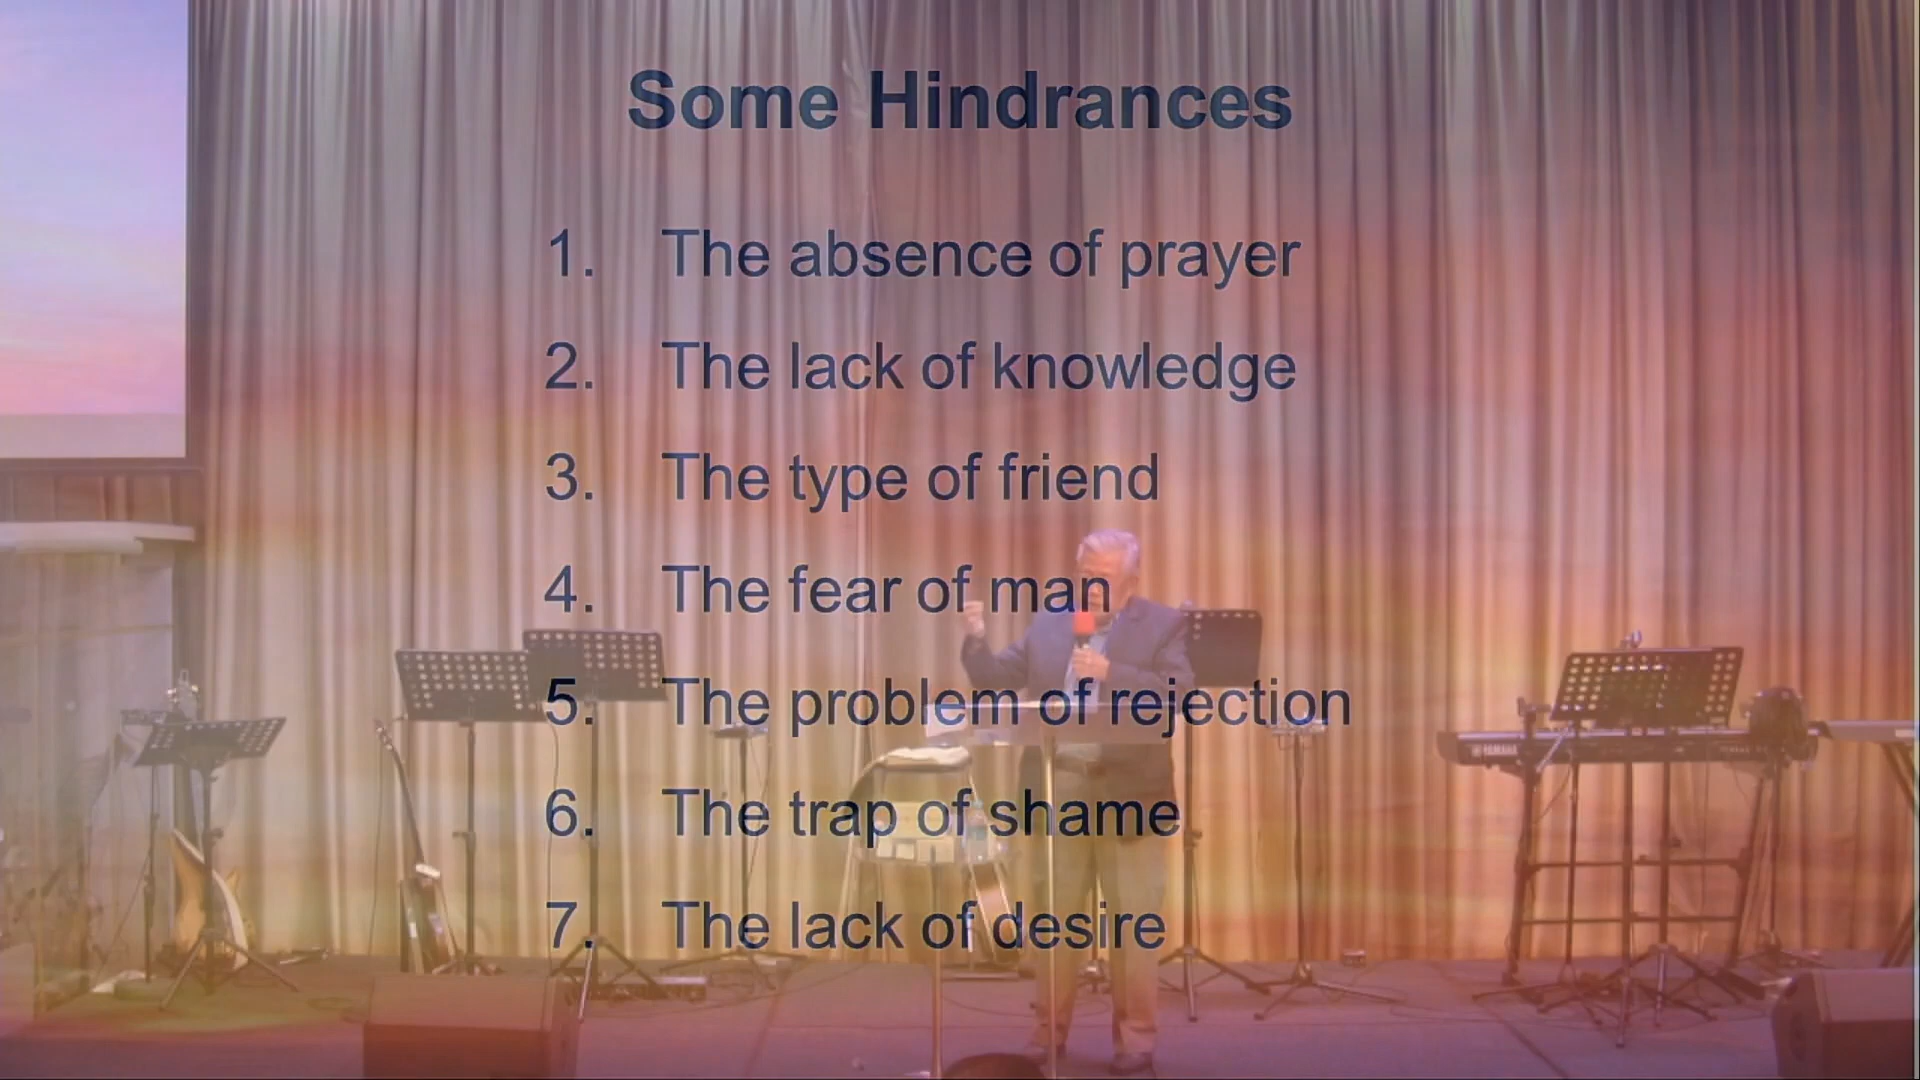 Some Hindrances
1. The absence of prayer
2. The lack of knowledge
3. The type of friend
4. The fear of man
5. The problem of rejection
6. The trap of shame
7. The lack of desire
YAMAHA